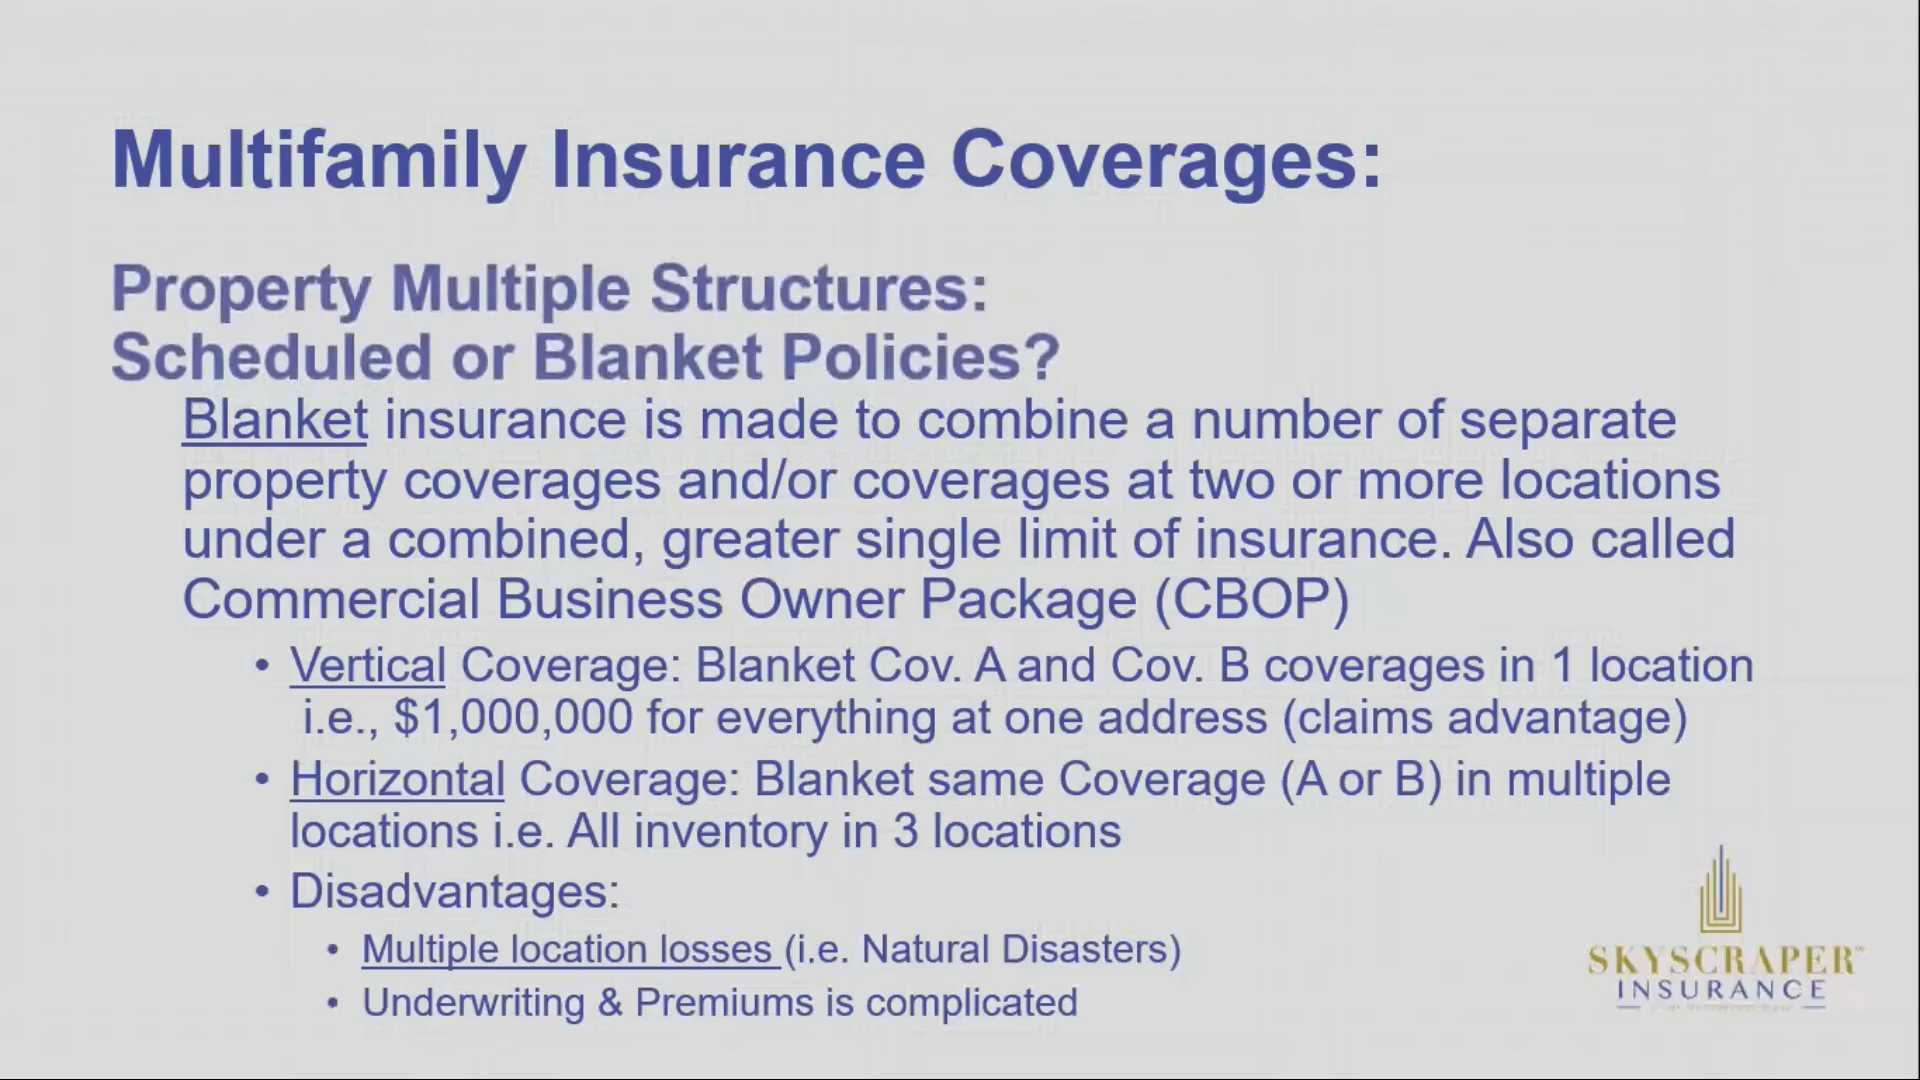 Multifamily Insurance Coverages:
Property Multiple Structures:
Scheduled or Blanket Policies?
Blanket insurance is made to combine a number of separate
property coverages and/or coverages at two or more locations
under a combined, greater single limit of insurance. Also called
Commercial Business Owner Package (CBOP)
• Vertical Coverage: Blanket Cov. A and Cov. B coverages in 1 location
i.e., $1,000,000 for everything at one address (claims advantage)
• Horizontal Coverage: Blanket same Coverage (A or B) in multiple
locations i.e. All inventory in 3 locations
• Disadvantages:
• Multiple location losses (i.e. Natural Disasters)
• Underwriting & Premiums is complicated
SKYSCRAPER
INSURANCE